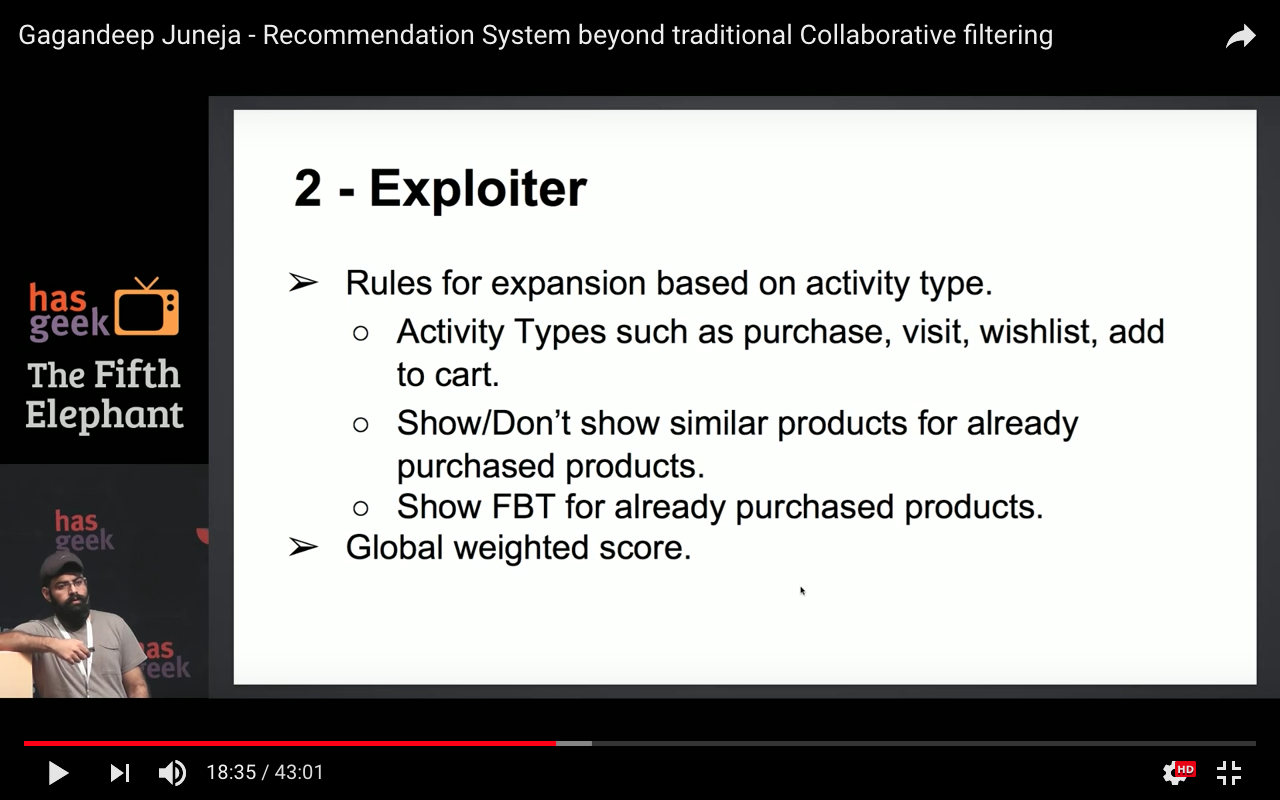 Gagandeep Juneja - Recommendation System beyond traditional Collaborative filtering
has
geek
The Fifth
Elephant
has
geek
has
geek
2 - Exploiter
➢ Rules for expansion based on activity type.
○ Activity Types such as purchase, visit, wishlist, add
to cart.
○ Show/Don’t show similar products for already
purchased products.
○ Show FBT for already purchased products.
➢ Global weighted score.
18:35 / 43:01
HD